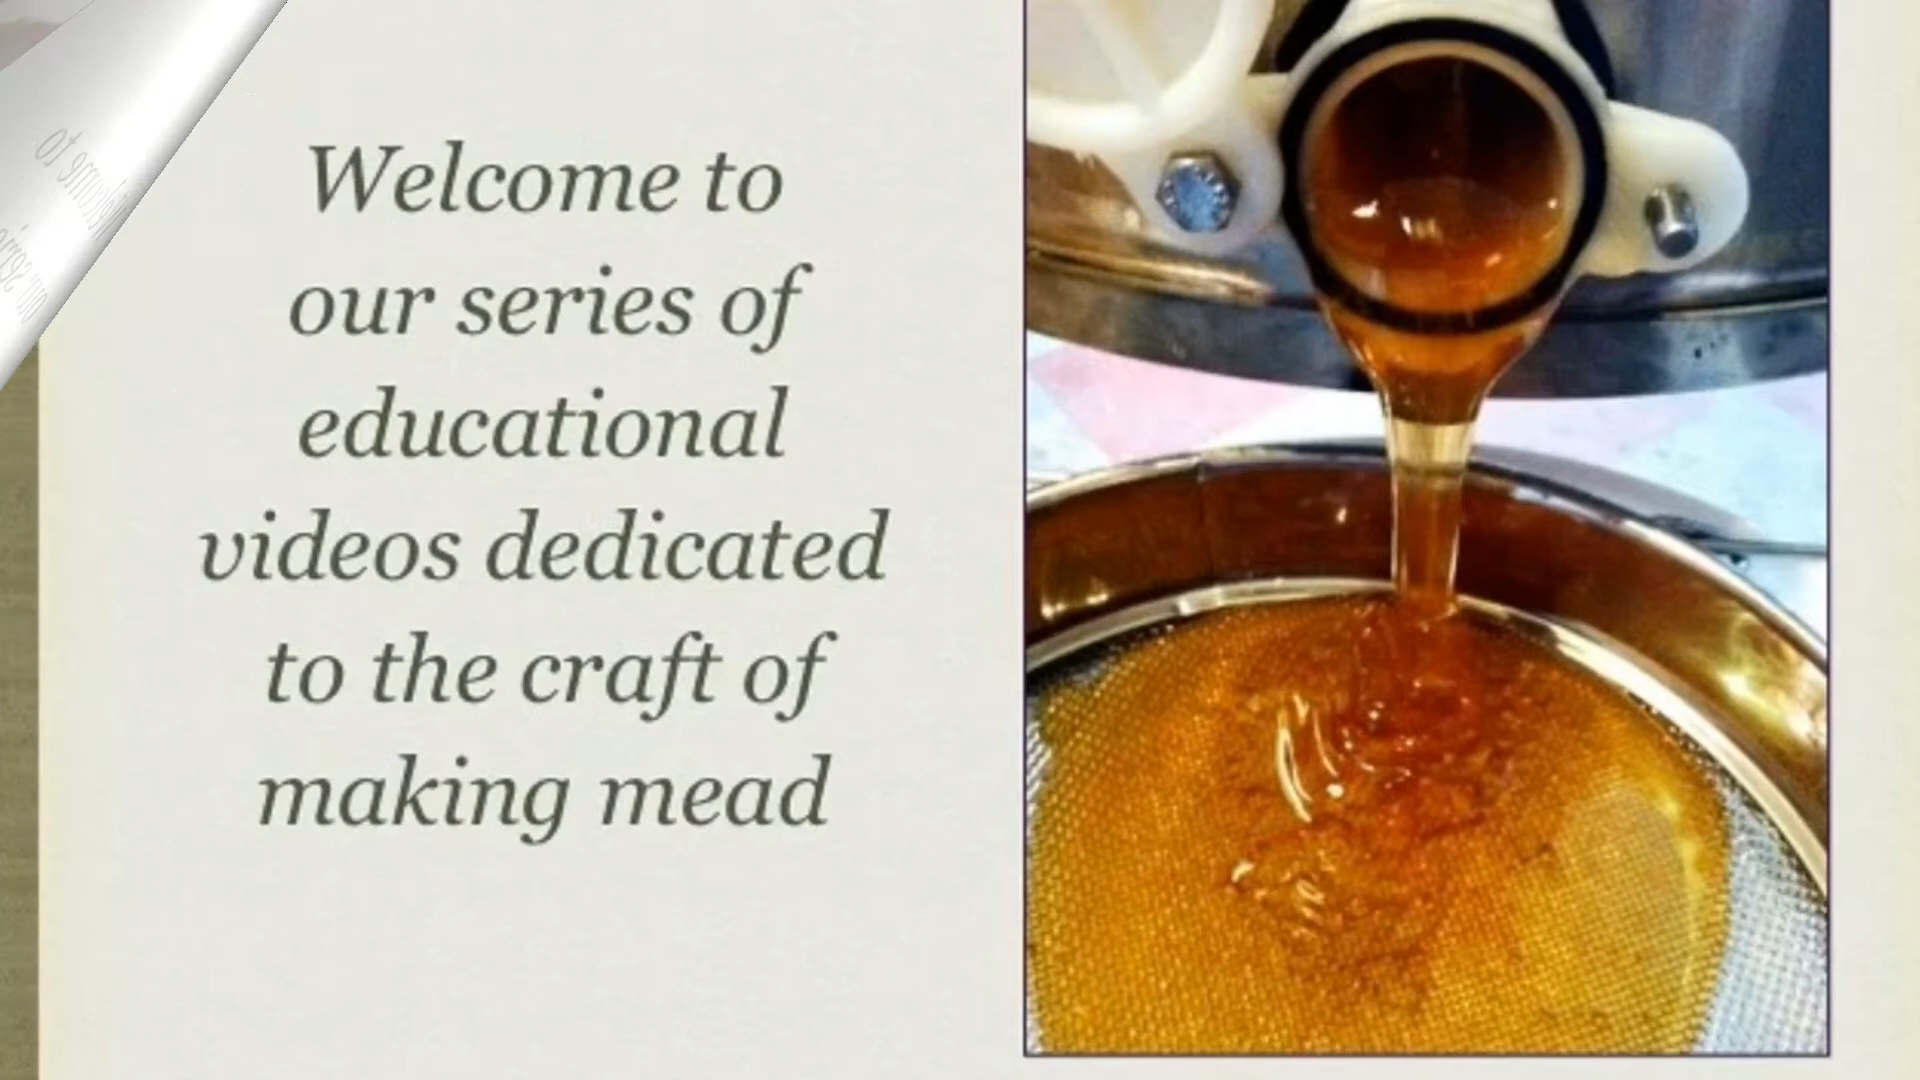 Welcome to
our series of
educational
videos dedicated
to the craft of
making mead